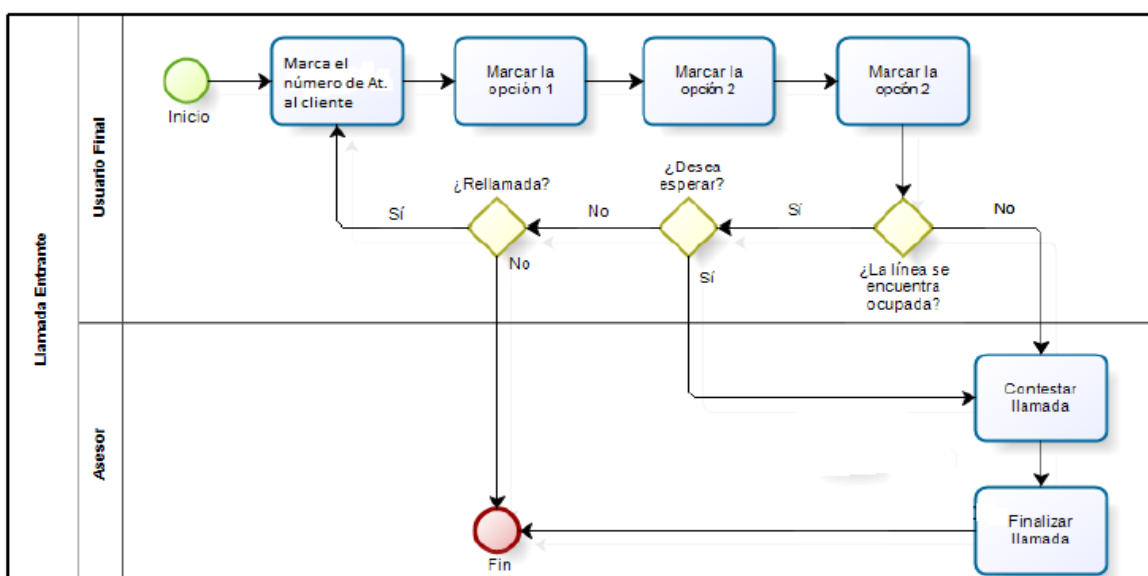 Llamada Entrante
Usuario Final
Inicio
Marca el
número de At.
al cliente
Marcar la
opción 1
Marcar la
opción 2
Marcar la
opción 2
¿La línea se
encuentra
ocupada?
Sí
No
¿Desea
esperar?
No
Sí
¿Rellamada?
Sí
No
Asesor
Contestar
llamada
Finalizar
llamada
Fin